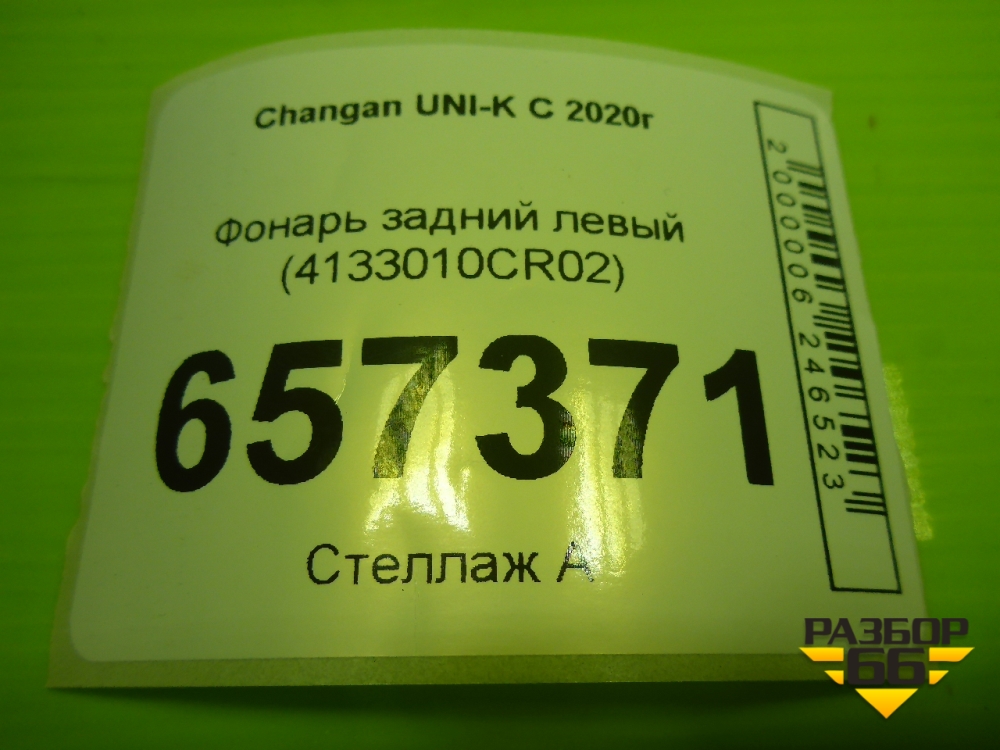 Changan UNI-K С 2020г
Фонарь задний левый
(4133010CR02)
657371
Стеллаж А
2000006246523
РАЗБОР
66